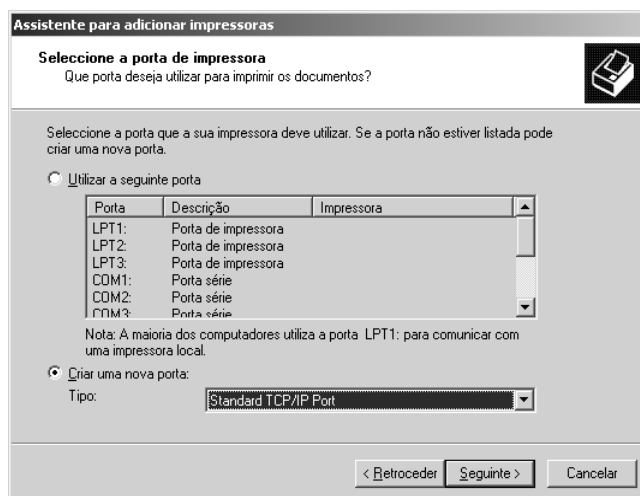 Assistente para adicionar impressoras
Seleccione a porta de impressora
Que porta deseja utilizar para imprimir os documentos?
Seleccione a porta que a sua impressora deve utilizar. Se a porta não estiver listada pode
criar uma nova porta.
Utilizar a seguinte porta
Porta Descrição Impressora
LPT1: Porta de impressora
LPT2: Porta de impressora
LPT3: Porta de impressora
COM1: Porta série
COM2: Porta série
COM3: Porta série
Nota: A maioria dos computadores utiliza a porta LPT1: para comunicar com
uma impressora local.
Criar uma nova porta:
Tipo: Standard TCP/IP Port
< Retroceder Seguinte > Cancelar